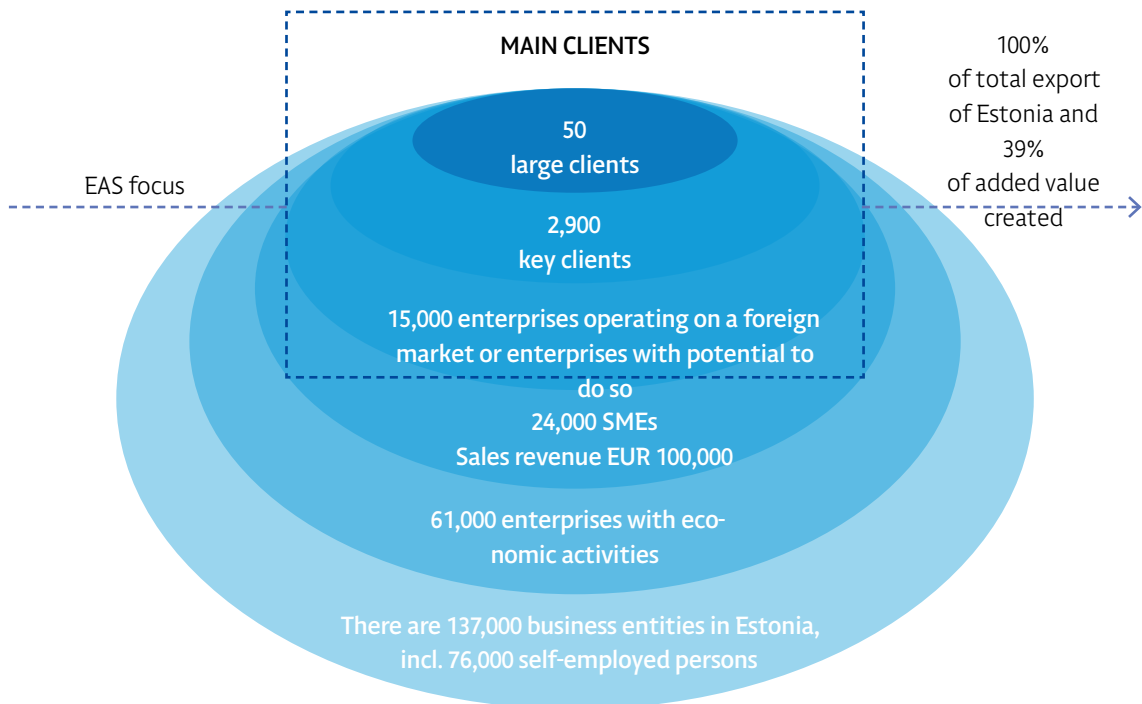 MAIN CLIENTS
50
large clients
2,900
key clients
15,000 enterprises operating on a foreign
market or enterprises with potential to
do so
24,000 SMEs
Sales revenue EUR 100,000
61,000 enterprises with eco-
nomic activities
There are 137,000 business entities in Estonia,
incl. 76,000 self-employed persons
EAS focus
100%
of total export
of Estonia and
39%
of added value
created